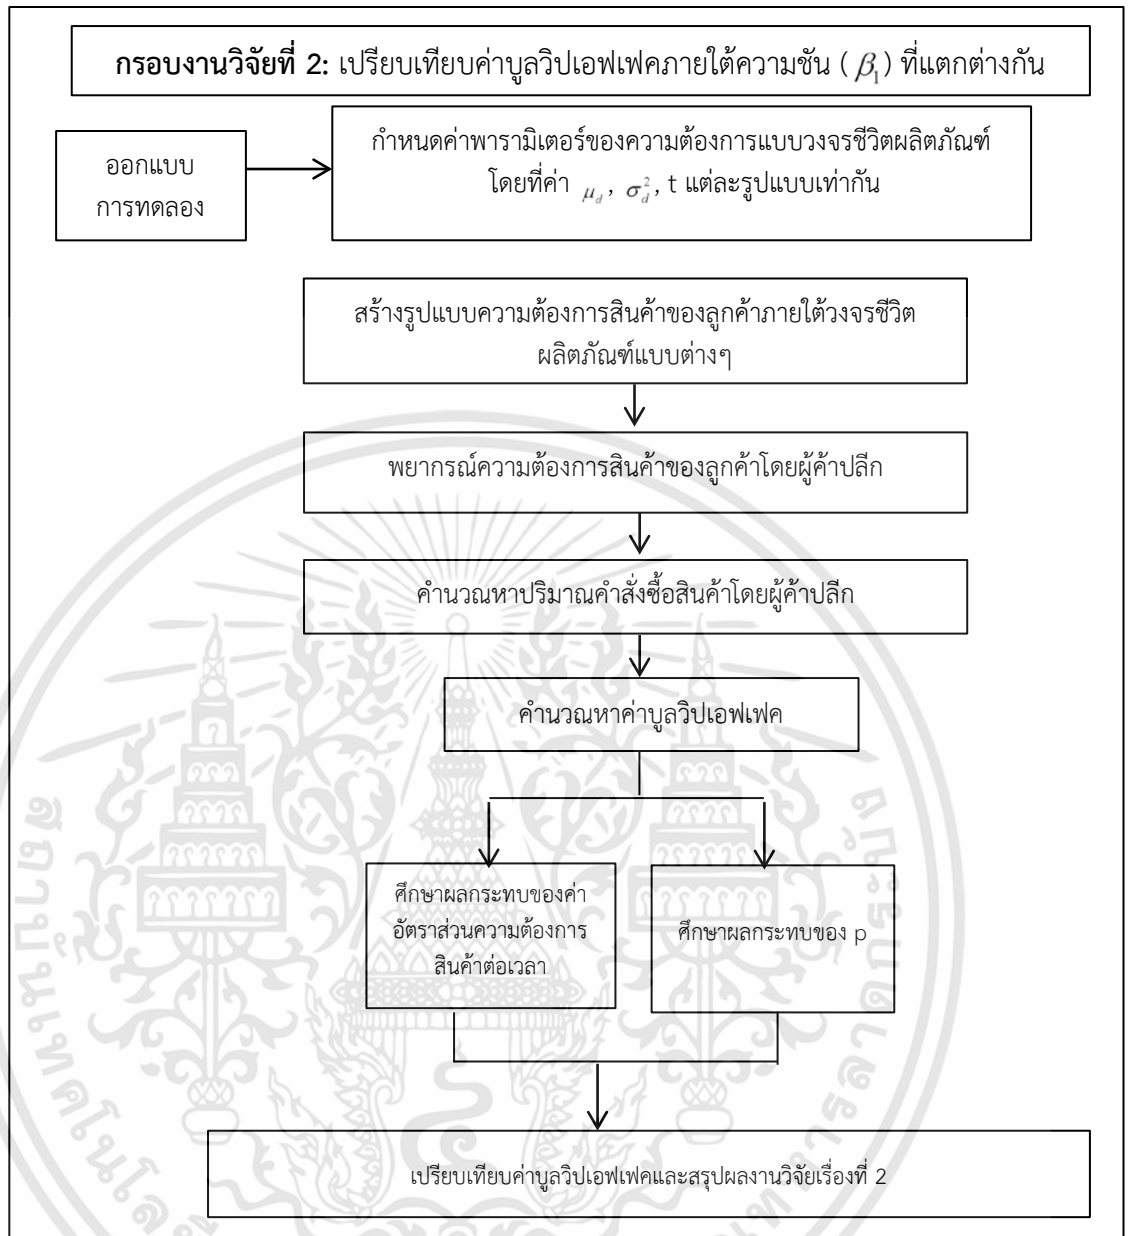 กรอบงานวิจัยที่ 2: เปรียบเทียบค่าบูลวิปเอฟเฟคภายใต้ความชัน ( β₁) ที่แตกต่างกัน
ออกแบบ
การทดลอง
กำหนดค่าพารามิเตอร์ของความต้องการแบบวงจรชีวิตผลิตภัณฑ์
โดยที่ค่า μ_d, σ_d², t แต่ละรูปแบบเท่ากัน
สร้างรูปแบบความต้องการสินค้าของลูกค้าภายใต้วงจรชีวิต
ผลิตภัณฑ์แบบต่างๆ
พยากรณ์ความต้องการสินค้าของลูกค้าโดยผู้ค้าปลีก
คำนวณหาปริมาณคำสั่งซื้อสินค้าโดยผู้ค้าปลีก
คำนวณหาค่าบูลวิปเอฟเฟค
ศึกษาผลกระทบของค่า
อัตราส่วนความต้องการ
สินค้าต่อเวลา
ศึกษาผลกระทบของ p
เปรียบเทียบค่าบูลวิปเอฟเฟคและสรุปผลงานวิจัยเรื่องที่ 2